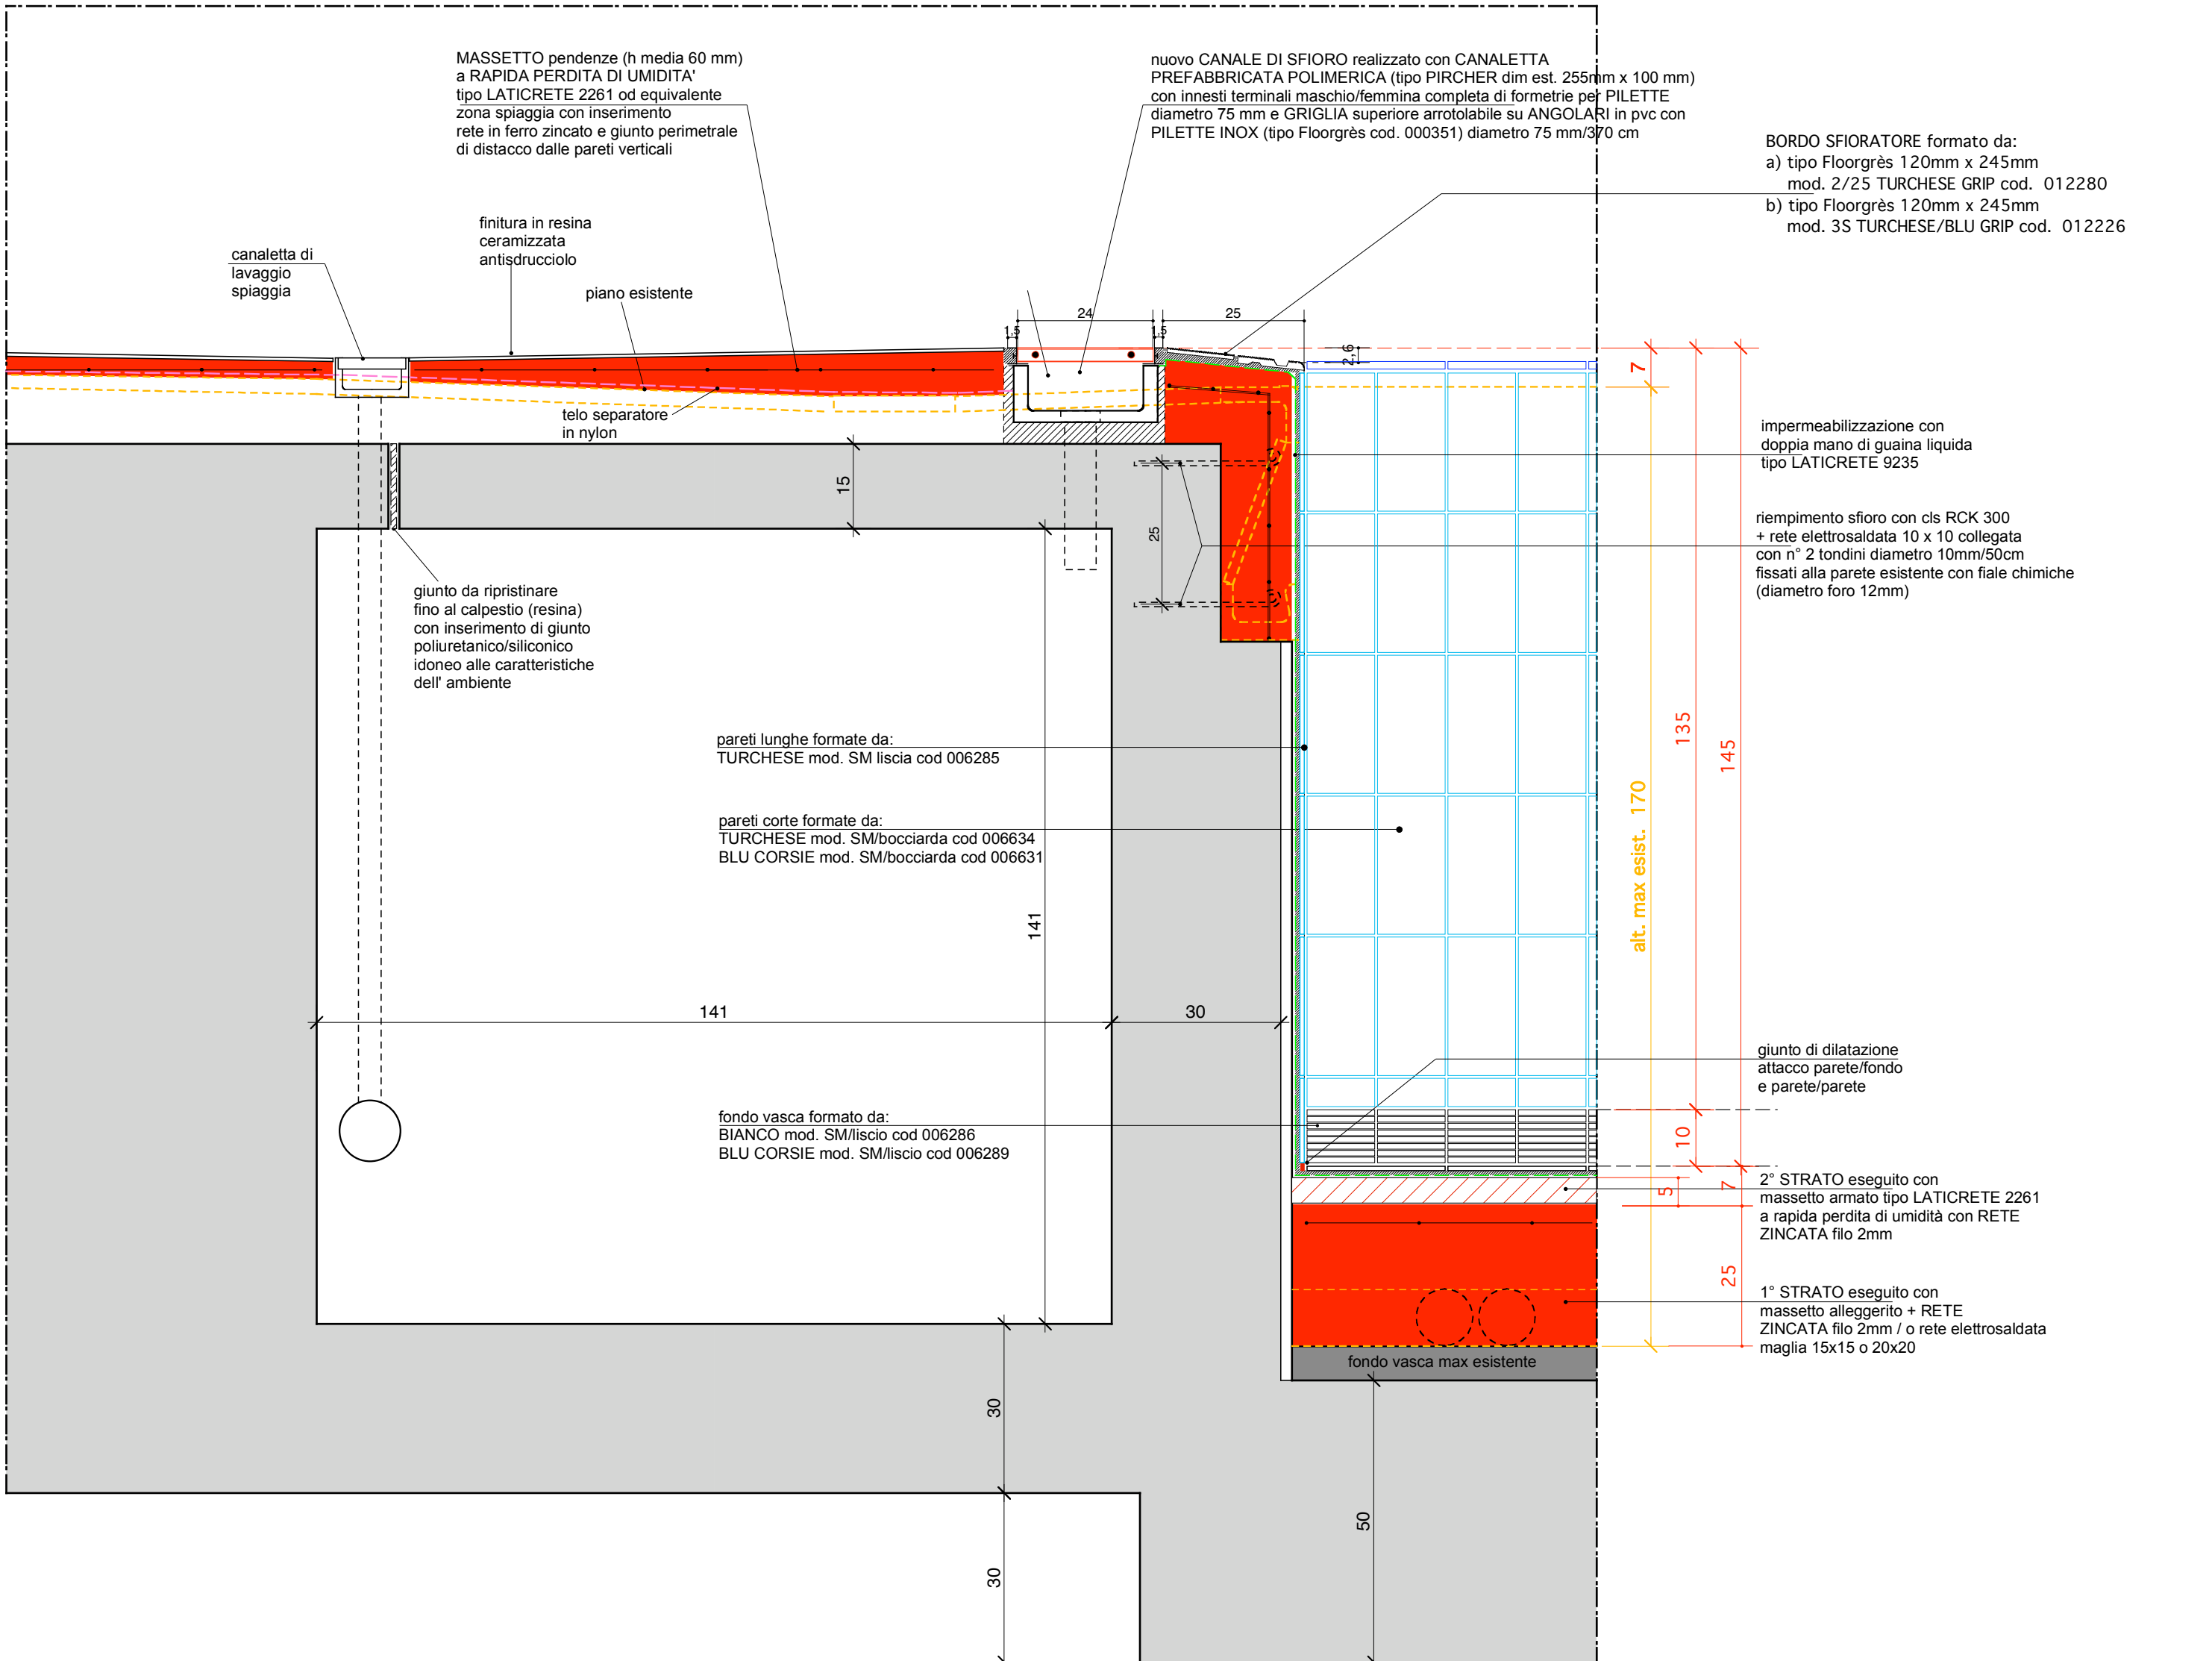 MASSETTO pendenze (h media 60 mm)
a RAPIDA PERDITA DI UMIDITA'
tipo LATICRETE 2261 od equivalente
zona spiaggia con inserimento
rete in ferro zincato e giunto perimetrale
di distacco dalle pareti verticali
nuovo CANALE DI SFIORO realizzato con CANALETTA
PREFABBRICATA POLIMERICA (tipo PIRCHER dim est. 255mm x 100 mm)
con innesti terminali maschio/femmina completa di formetrie per PILETTE
diametro 75 mm e GRIGLIA superiore arrotolabile su ANGOLARI in pvc con
PILETTE INOX (tipo Floorgrès cod. 000351) diametro 75 mm/370 cm
BORDO SFIORATORE formato da:
a) tipo Floorgrès 120mm x 245mm
mod. 2/25 TURCHESE GRIP cod. 012280
b) tipo Floorgrès 120mm x 245mm
mod. 3S TURCHESE/BLU GRIP cod. 012226
finitura in resina
ceramizzata
antisdrucciolo
canaletta di
lavaggio
spiaggia
piano esistente
24
25
1,5
1,5
2,6
7
telo separatore
in nylon
impermeabilizzazione con
doppia mano di guaina liquida
tipo LATICRETE 9235
15
25
riempimento sfioro con cls RCK 300
+ rete elettrosaldata 10 x 10 collegata
con n° 2 tondini diametro 10mm/50cm
fissati alla parete esistente con fiale chimiche
(diametro foro 12mm)
giunto da ripristinare
fino al calpestio (resina)
con inserimento di giunto
poliuretanico/siliconico
idoneo alle caratteristiche
dell' ambiente
pareti lunghe formate da:
TURCHESE mod. SM liscia cod 006285
135
145
alt. max esist. 170
pareti corte formate da:
TURCHESE mod. SM/bocciarda cod 006634
BLU CORSIE mod. SM/bocciarda cod 006631
141
141
30
giunto di dilatazione
attacco parete/fondo
e parete/parete
fondo vasca formato da:
BIANCO mod. SM/liscio cod 006286
BLU CORSIE mod. SM/liscio cod 006289
10
5
7
2° STRATO eseguito con
massetto armato tipo LATICRETE 2261
a rapida perdita di umidità con RETE
ZINCATA filo 2mm
25
1° STRATO eseguito con
massetto alleggerito + RETE
ZINCATA filo 2mm / o rete elettrosaldata
maglia 15x15 o 20x20
fondo vasca max esistente
30
50
30